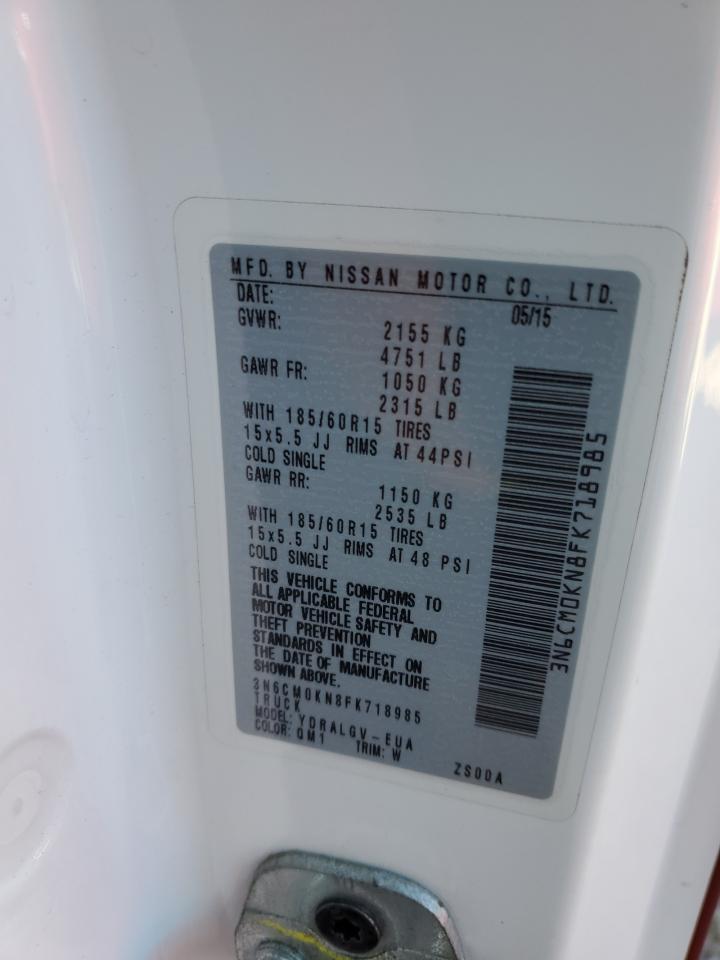 MFD. BY NISSAN MOTOR CO., LTD.
DATE: 05/15
GVWR: 2155 KG
4751 LB
GAWR FR: 1050 KG
2315 LB
WITH 185/60R15 TIRES
15x5.5 JJ RIMS AT 44PSI
COLD SINGLE
GAWR RR: 1150 KG
2535 LB
WITH 185/60R15 TIRES
15x5.5 JJ RIMS AT 48 PSI
COLD SINGLE
THIS VEHICLE CONFORMS TO
ALL APPLICABLE FEDERAL
MOTOR VEHICLE SAFETY AND
THEFT PREVENTION
STANDARDS IN EFFECT ON
THE DATE OF MANUFACTURE
SHOWN ABOVE.
3N6CM0KN8FK718985
TRUCK
MODEL: YDRALGV-EUA
COLOR: QM1 TRIM: W ZS00A
3N6CM0KN8FK718985